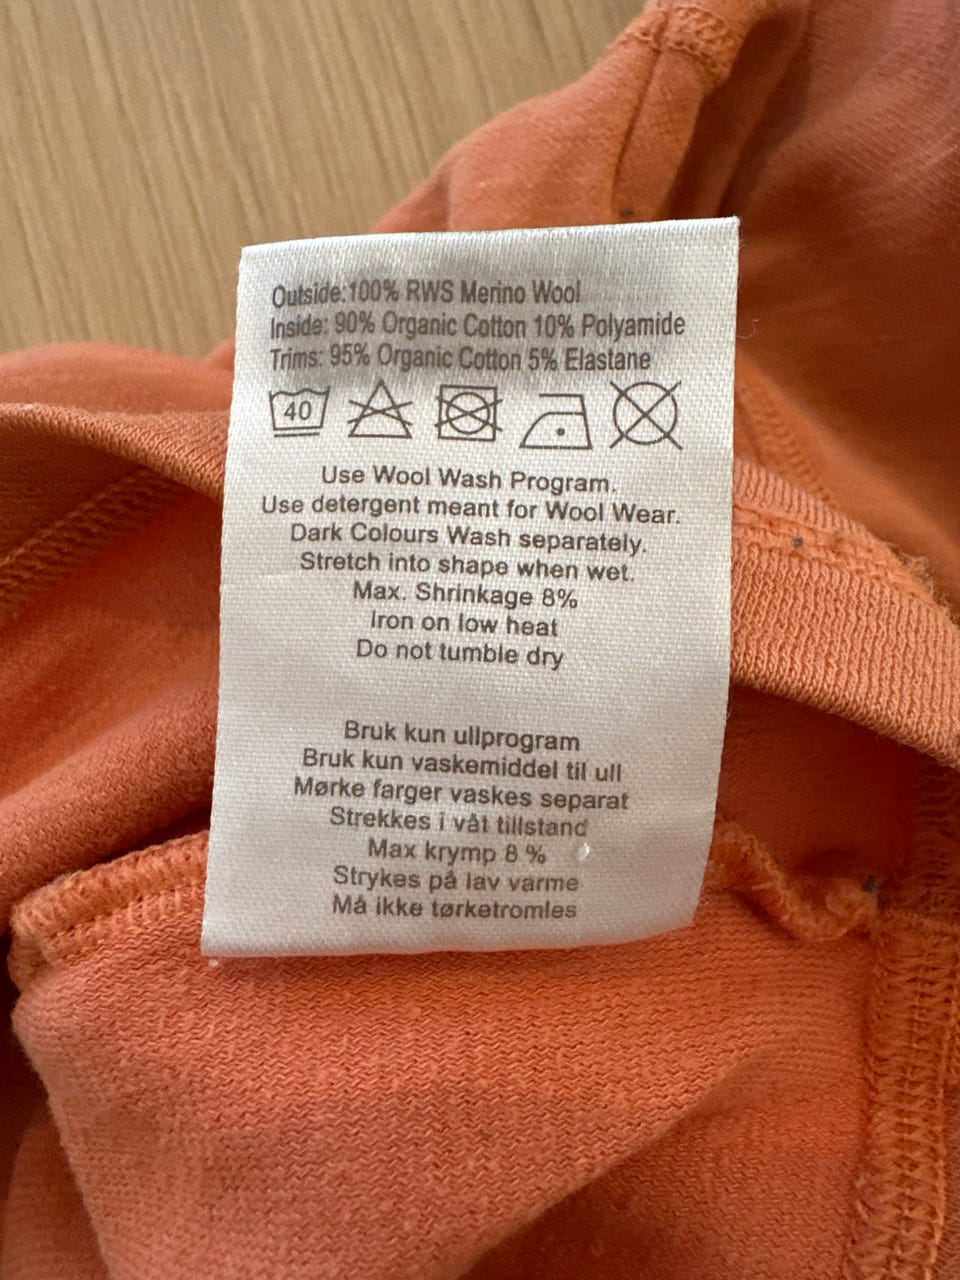 Outside:100% RWS Merino Wool
Inside: 90% Organic Cotton 10% Polyamide
Trims: 95% Organic Cotton 5% Elastane
40
Use Wool Wash Program.
Use detergent meant for Wool Wear.
Dark Colours Wash separately.
Stretch into shape when wet.
Max. Shrinkage 8%
Iron on low heat
Do not tumble dry
Bruk kun ullprogram
Bruk kun vaskemiddel til ull
Mørke farger vaskes separat
Strekkes i våt tillstand
Max krymp 8 %
Strykes på lav varme
Må ikke tørketromles